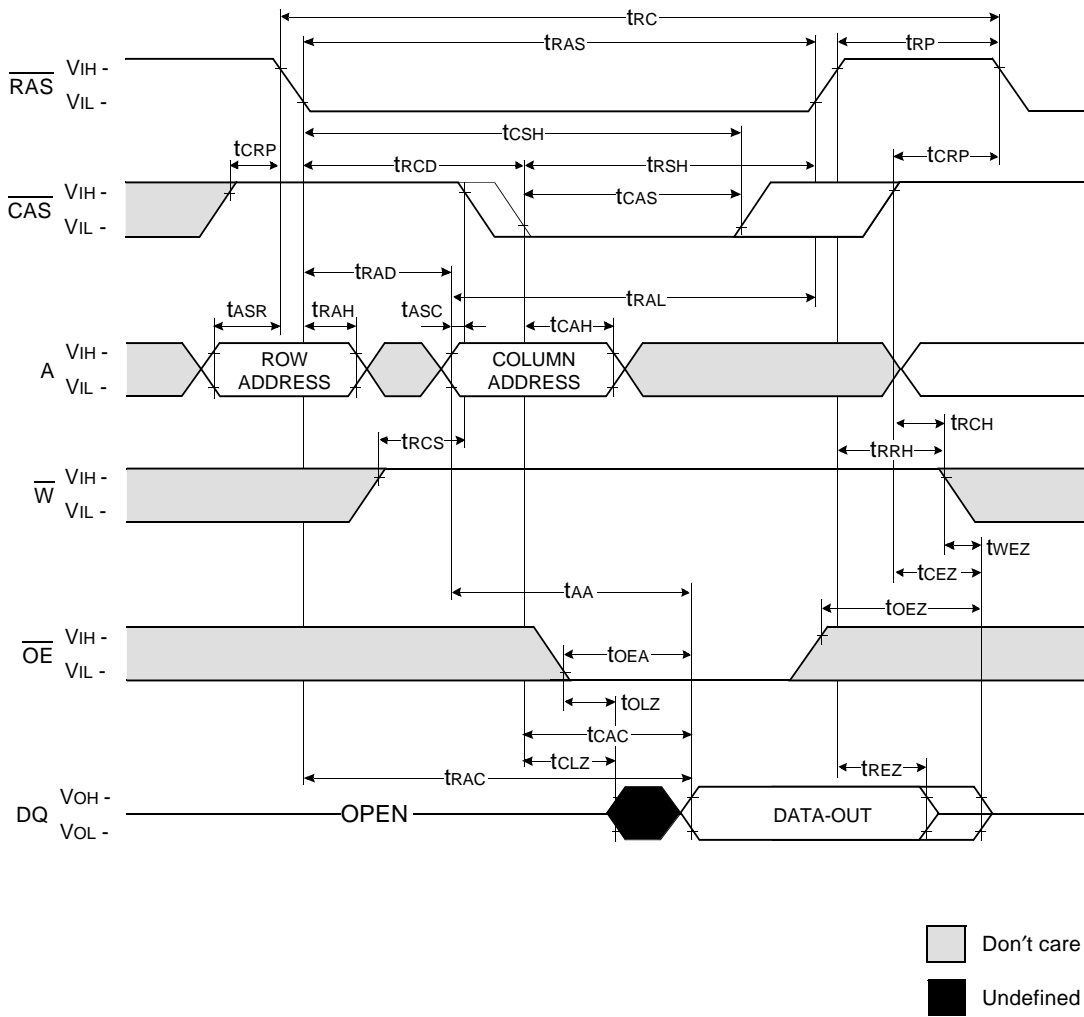 tRC
tRAS
tRP
RAS
VIH -
VIL -
tCSH
tCRP
tRCD
tRSH
tCRP
CAS
VIH -
VIL -
tCAS
tRAD
tRAL
tASR
tRAH
tASC
tCAH
A
VIH -
VIL -
ROW
ADDRESS
COLUMN
ADDRESS
tRCS
tRCH
tRRH
W
VIH -
VIL -
tWEZ
tCEZ
tAA
tOEZ
OE
VIH -
VIL -
tOEA
tOLZ
tCAC
tCLZ
tRAC
tREZ
DQ
VOH -
VOL -
OPEN
DATA-OUT
Don′t care
Undefined